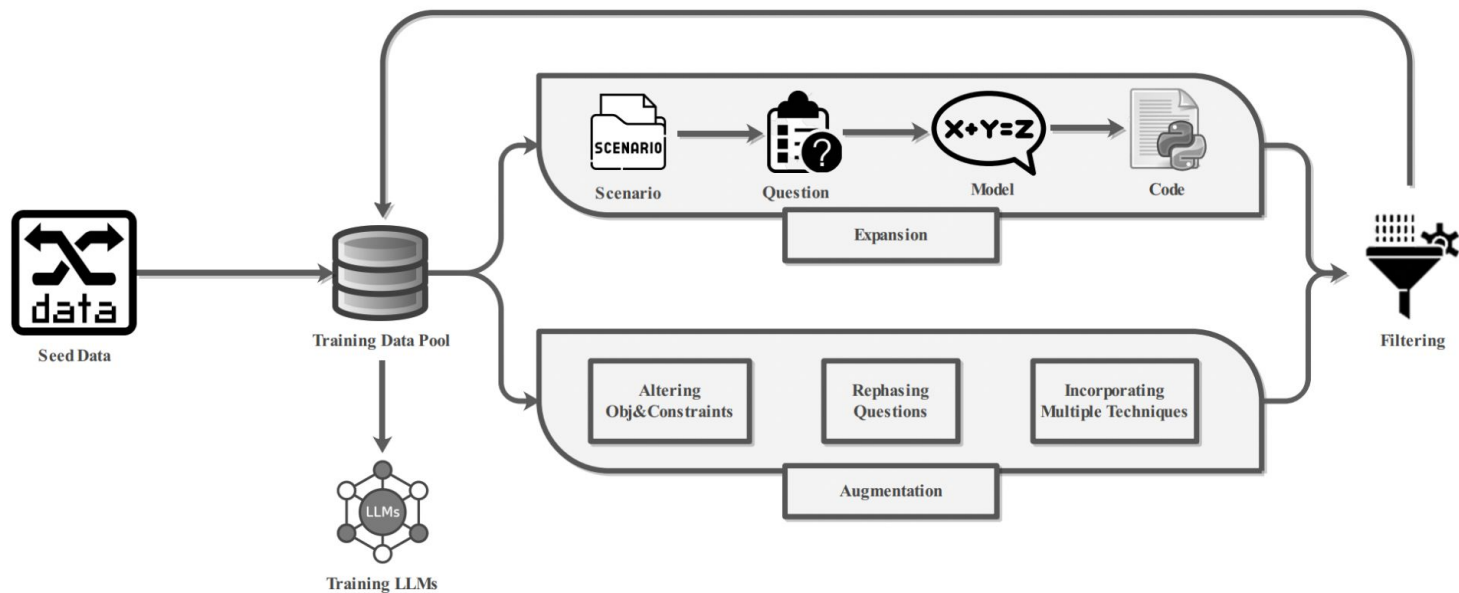 SCENARIO
X+Y=Z
?
Scenario
Question
Model
Code
Expansion
data
Seed Data
Training Data Pool
Filtering
Altering
Obj&Constraints
Rephasing
Questions
Incorporating
Multiple Techniques
Augmentation
LLMs
Training LLMs